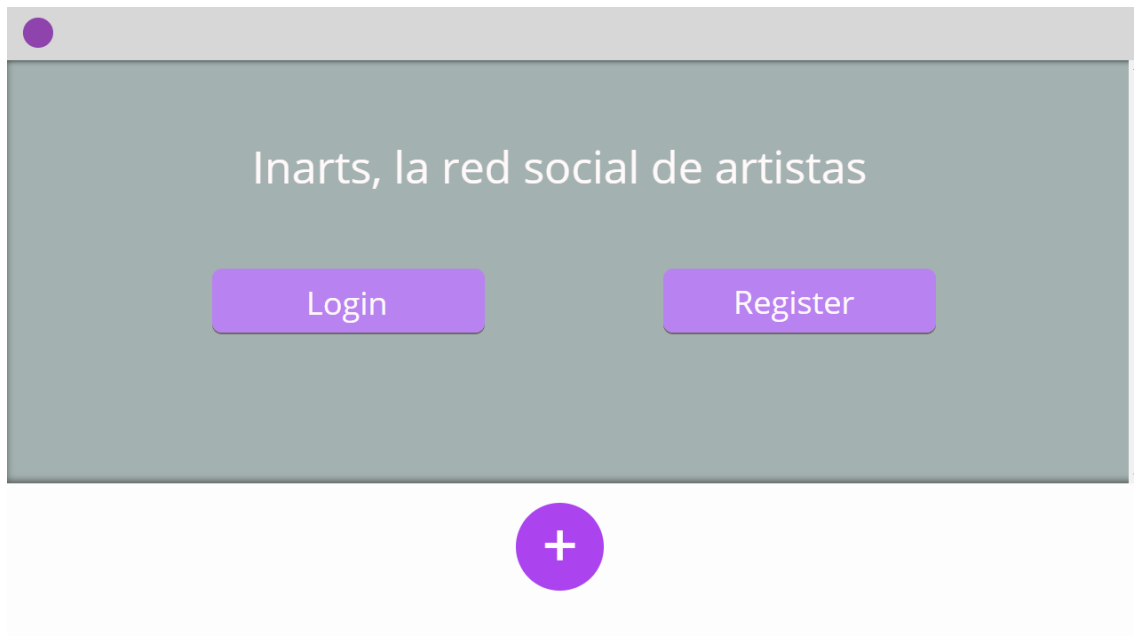 Inarts, la red social de artistas
Login
Register
+